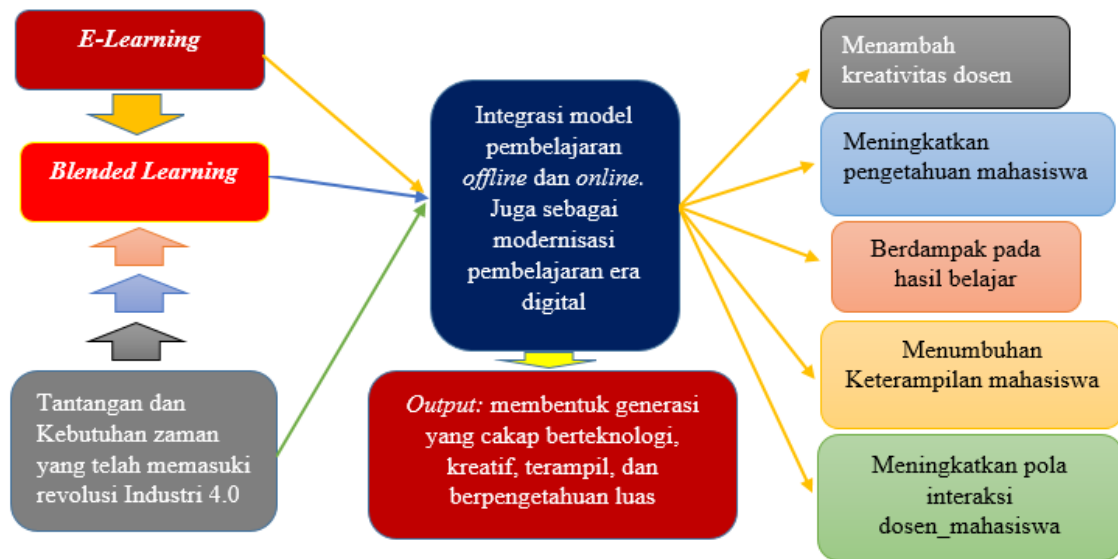 E-Learning
Blended Learning
Tantangan dan
Kebutuhan zaman
yang telah memasuki
revolusi Industri 4.0
Integrasi model
pembelajaran
offline dan online.
Juga sebagai
modernisasi
pembelajaran era
digital
Output: membentuk generasi
yang cakap berteknologi,
kreatif, terampil, dan
berpengetahuan luas
Menambah
kreativitas dosen
Meningkatkan
pengetahuan mahasiswa
Berdampak pada
hasil belajar
Menumbuhan
Keterampilan mahasiswa
Meningkatkan pola
interaksi
dosen_mahasiswa